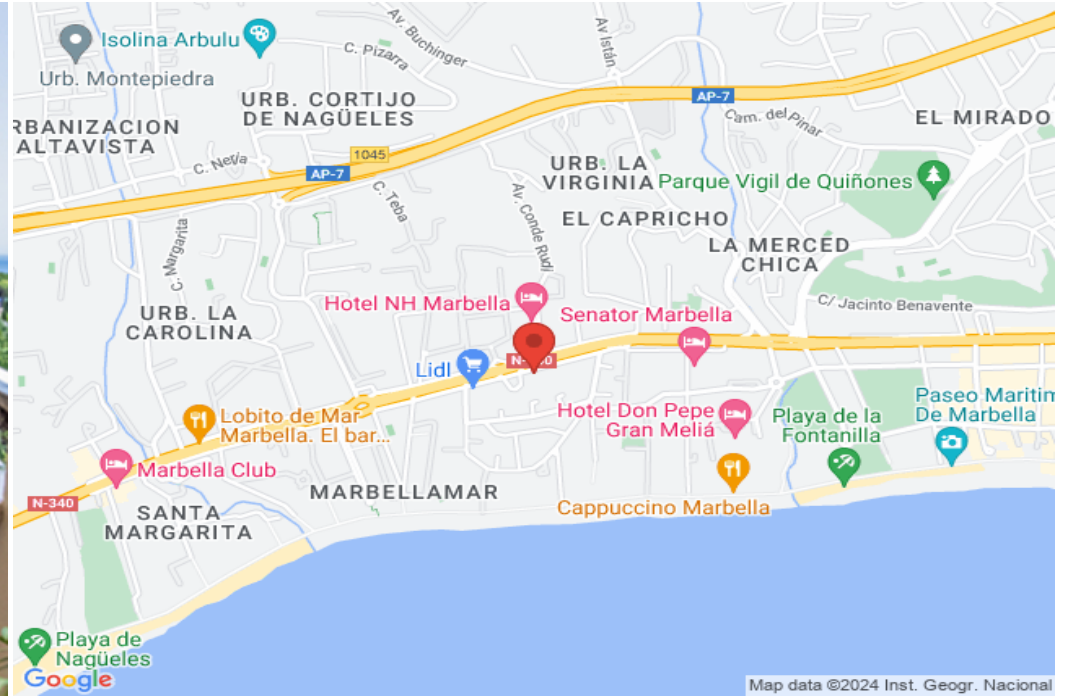 Isolina Arbulu
Urb. Montepiedra
C. Pizarra
Av. Buchinger
Av Istán
URB. CORTIJO
DE NAGÜELES
AP-7
Cam. del Pinar
EL MIRADO
RBANIZACION
ALTAVISTA
C. Neva
1045
AP-7
URB. LA
VIRGINIA
Parque Vigil de Quiñones
C. Teba
Av. Conde Rudi
EL CAPRICHO
C. Margarita
LA MERCED
CHICA
Hotel NH Marbella
Senator Marbella
C/ Jacinto Benavente
URB. LA
CAROLINA
Lidl
Lobito de Mar
Marbella. El bar...
Hotel Don Pepe
Gran Meliá
Playa de la
Fontanilla
Paseo Maritim
De Marbella
Marbella Club
MARBELLAMAR
Cappuccino Marbella
N-340
SANTA
MARGARITA
Playa de
Nagüeles
Google
Map data ©2024 Inst. Geogr. Nacional